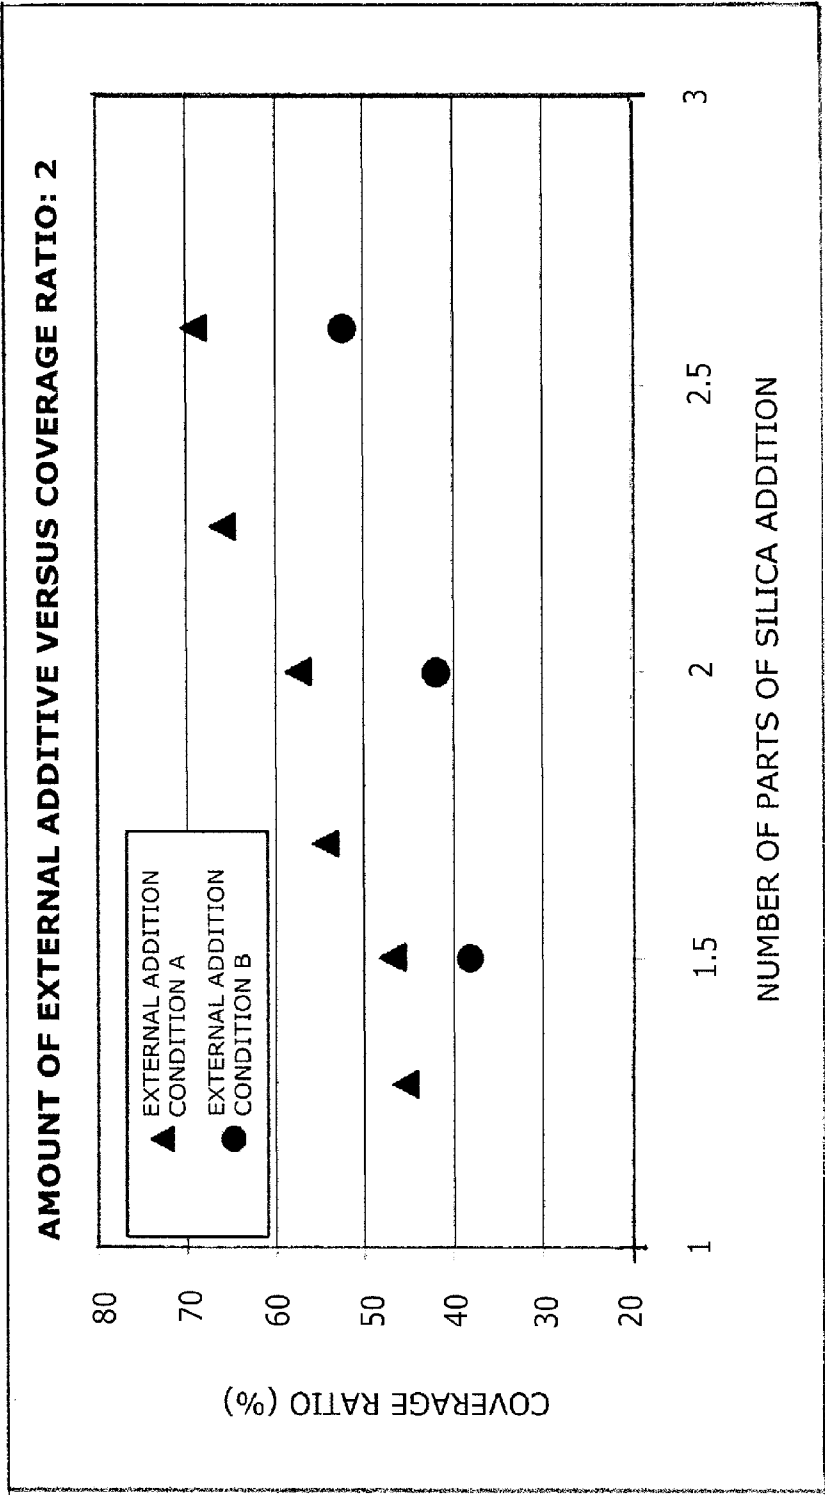 AMOUNT OF EXTERNAL ADDITIVE VERSUS COVERAGE RATIO: 2
EXTERNAL ADDITION
CONDITION A
EXTERNAL ADDITION
CONDITION B
COVERAGE RATIO (%)
80
70
60
50
40
30
20
1
1.5
2
2.5
3
NUMBER OF PARTS OF SILICA ADDITION